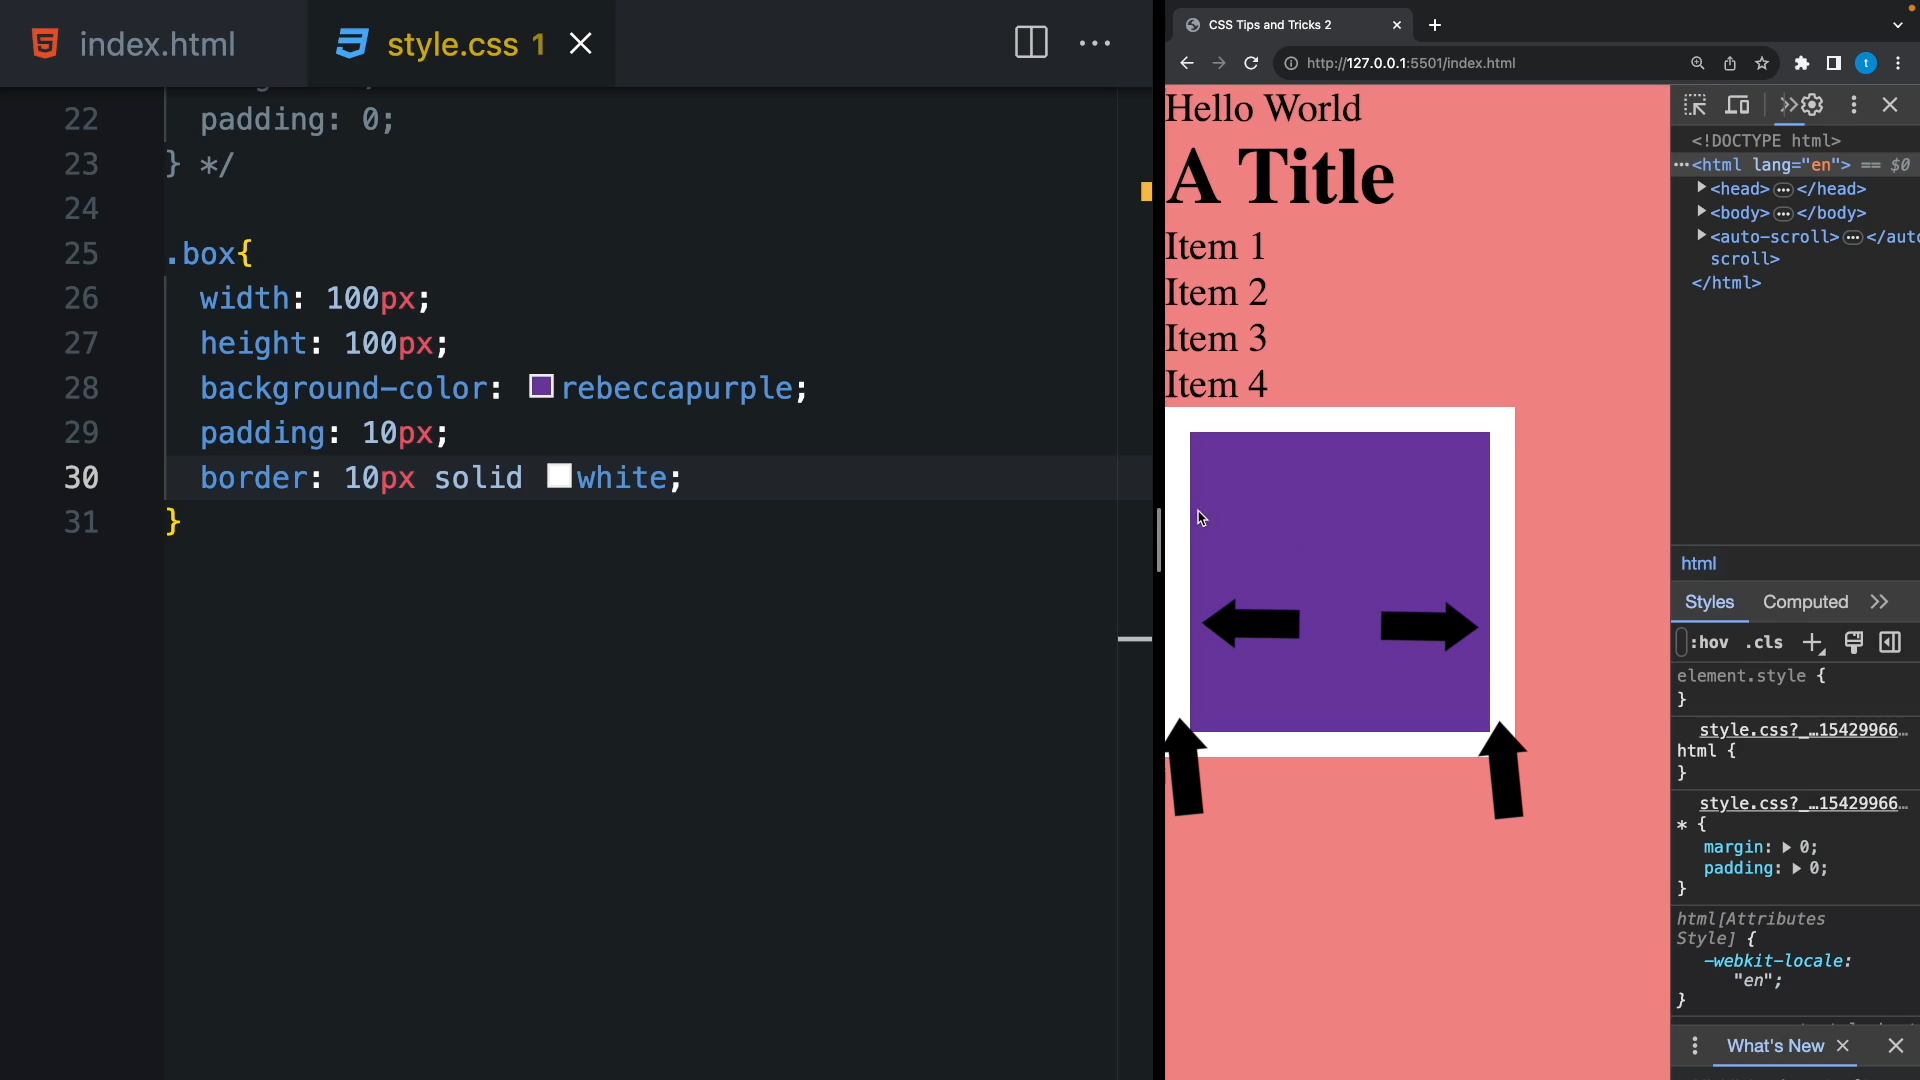 index.html
style.css 1
22 padding: 0;
23 } */
24
25 .box{
26 width: 100px;
27 height: 100px;
28 background-color: rebeccapurple;
29 padding: 10px;
30 border: 10px solid white;
31 }
CSS Tips and Tricks 2
http://127.0.0.1:5501/index.html
t
Hello World
A Title
Item 1
Item 2
Item 3
Item 4
<!DOCTYPE html>
<html lang="en"> == $0
<head> </head>
<body> </body>
<auto-scroll> </auto
scroll>
</html>
html
Styles Computed
:hov .cls
element.style {
}
style.css?_…15429966…
html {
}
style.css?_…15429966…
* {
margin: 0;
padding: 0;
}
html[Attributes
Style] {
-webkit-locale:
"en";
}
What's New